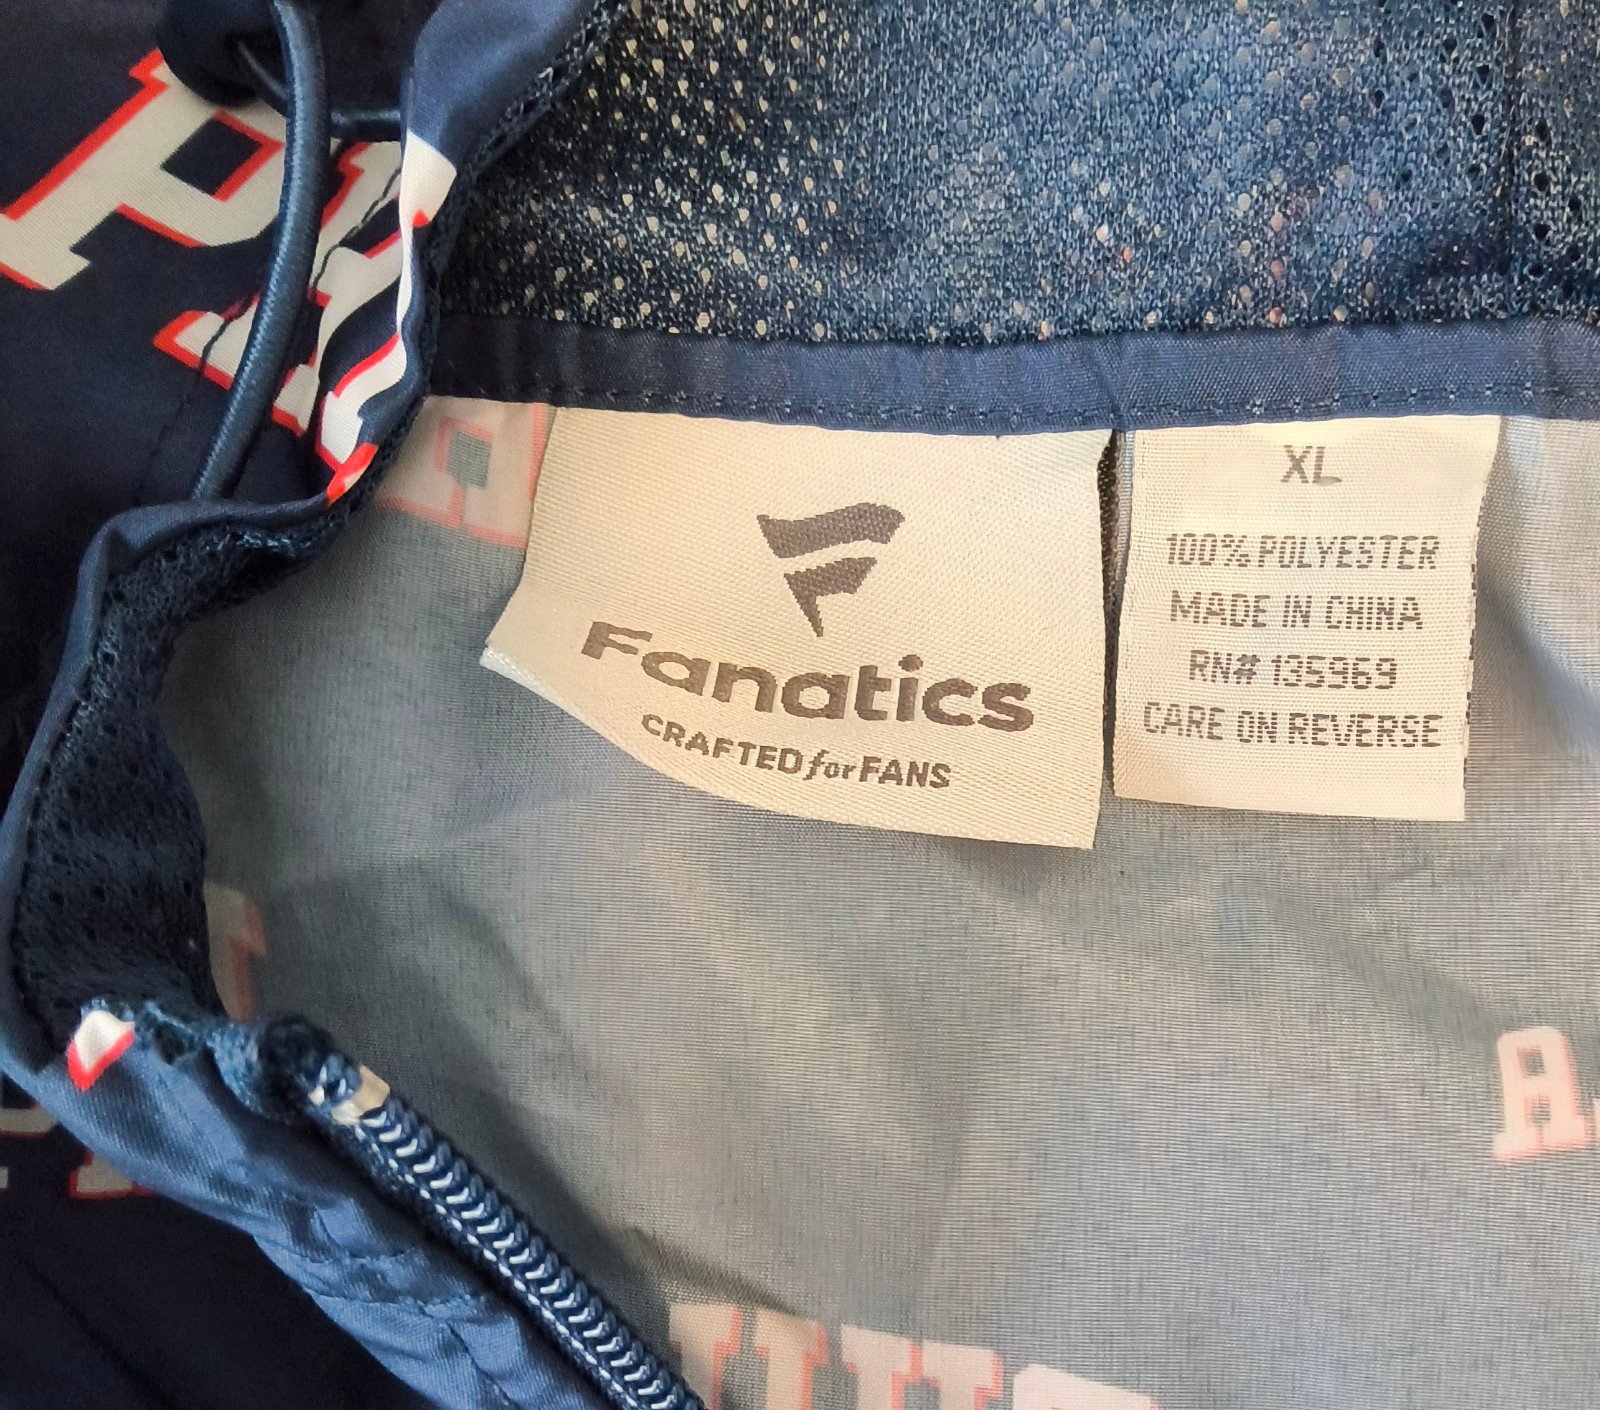 Fanatics
CRAFTED for FANS
XL
100% POLYESTER
MADE IN CHINA
RN# 135969
CARE ON REVERSE